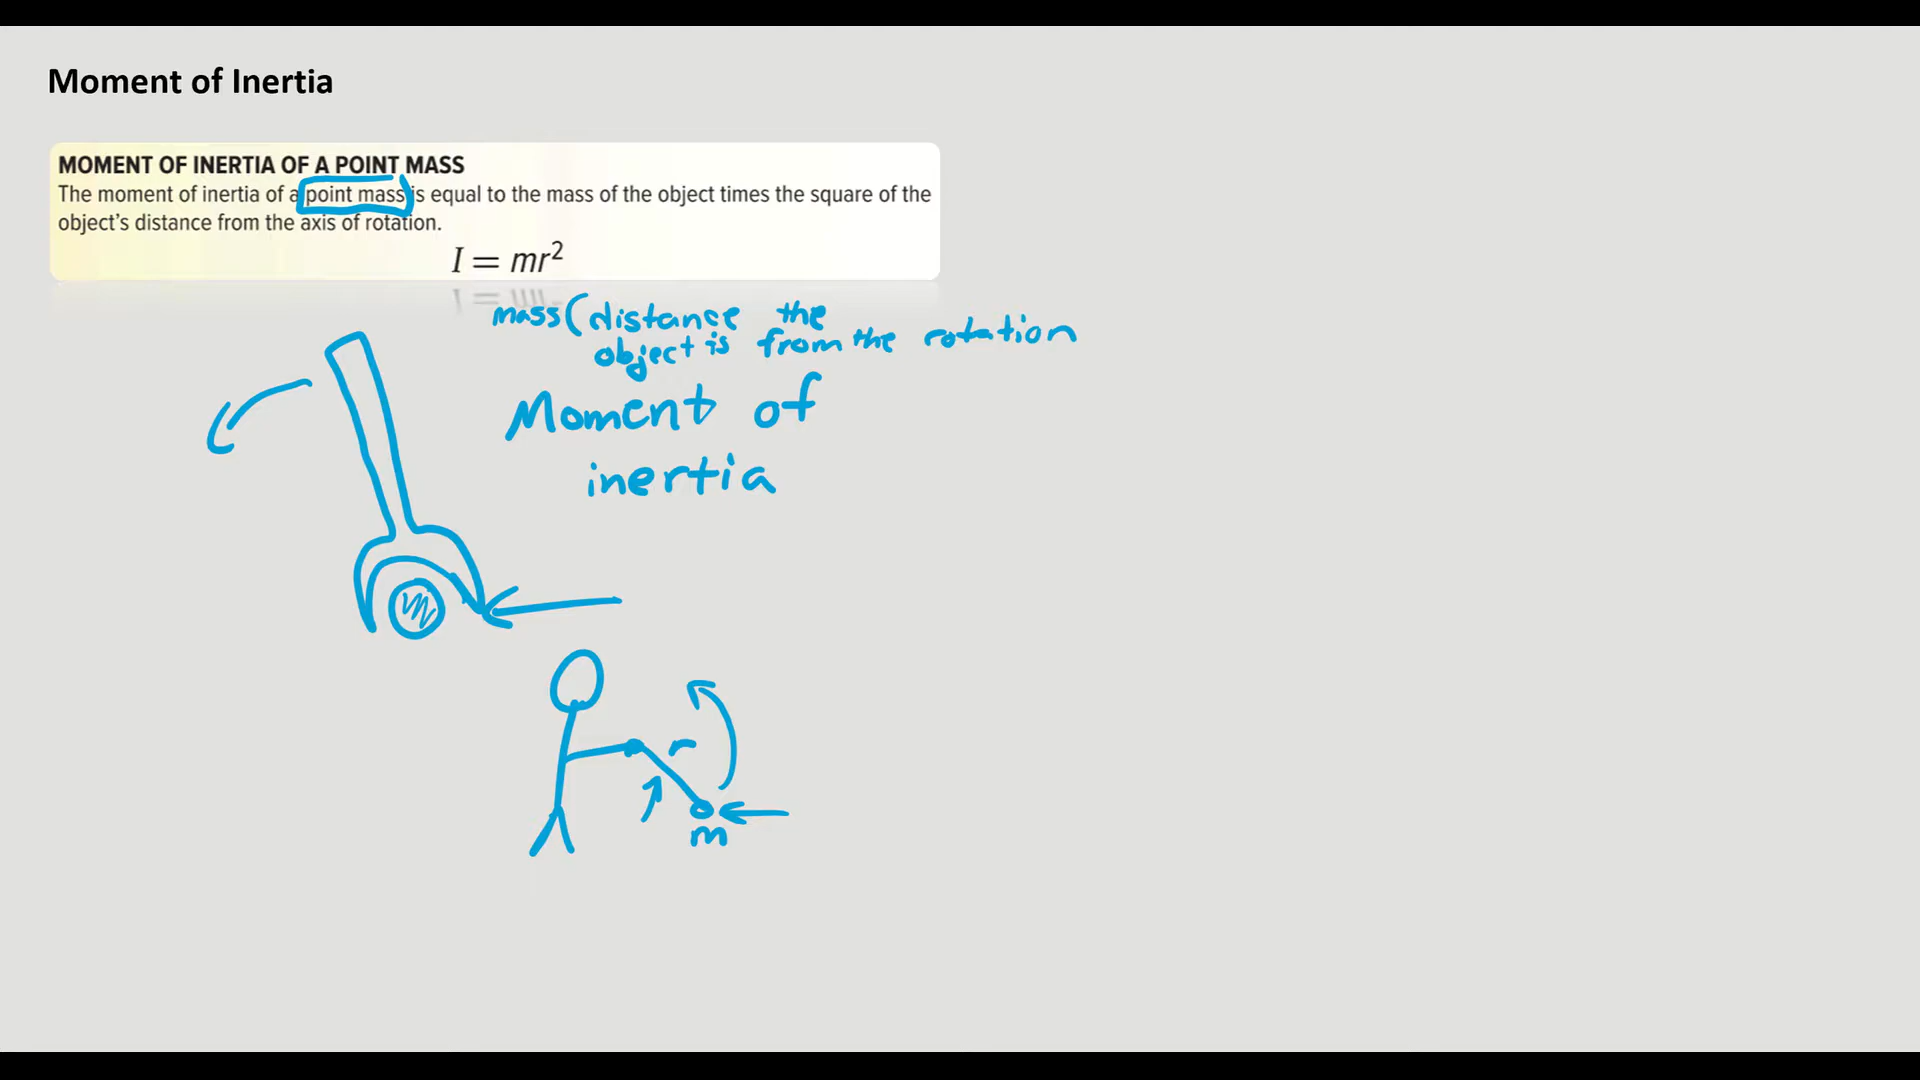 Moment of Inertia
MOMENT OF INERTIA OF A POINT MASS
The moment of inertia of a point mass is equal to the mass of the object times the square of the
object's distance from the axis of rotation.
I = mr²
mass (distance the
object is from the rotation
Moment of
inertia
r
m